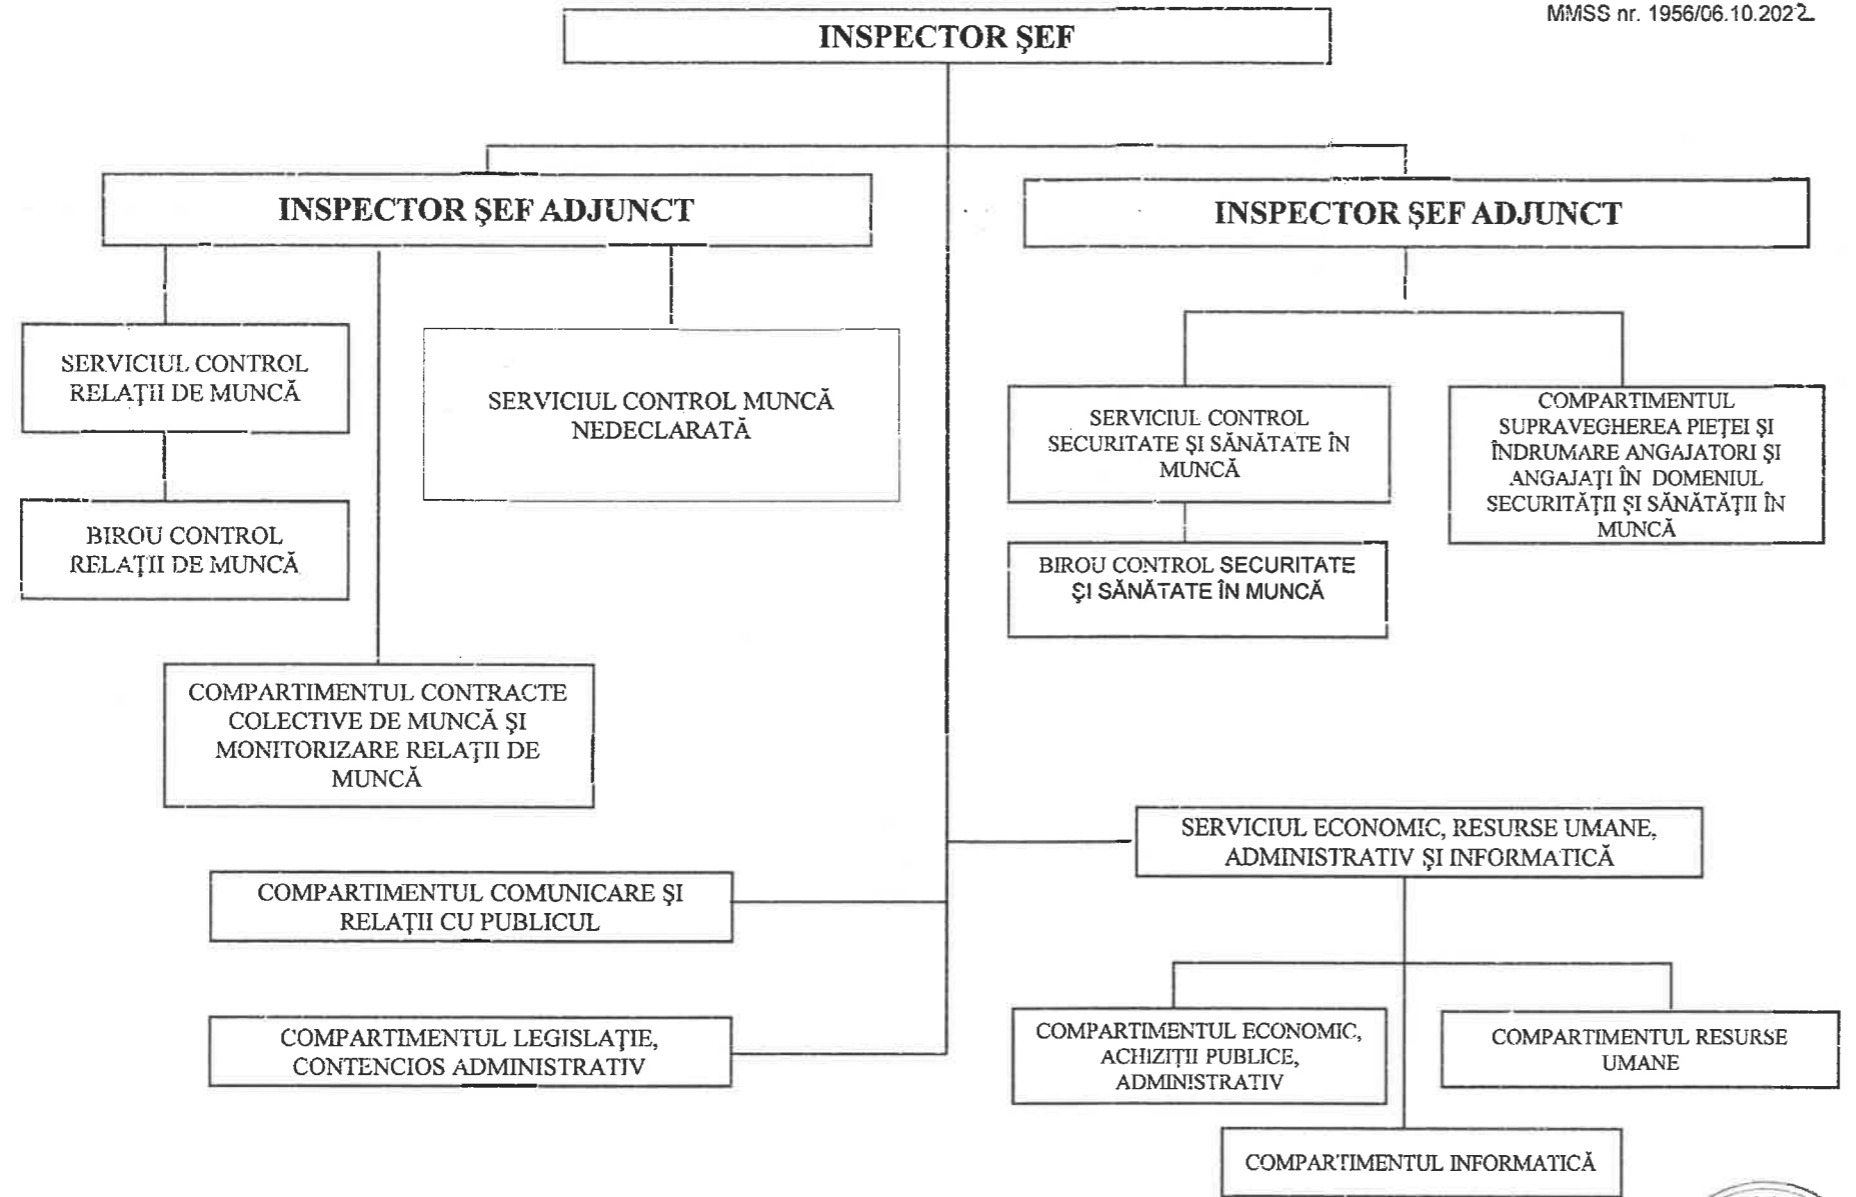 MMSS nr. 1956/06.10.2022
INSPECTOR ŞEF
INSPECTOR ŞEF ADJUNCT
INSPECTOR ŞEF ADJUNCT
SERVICIUL CONTROL
RELAŢII DE MUNCĂ
SERVICIUL CONTROL MUNCĂ
NEDECLARATĂ
SERVICIUL CONTROL
SECURITATE ŞI SĂNĂTATE ÎN
MUNCĂ
COMPARTIMENTUL
SUPRAVEGHEREA PIEŢEI ŞI
ÎNDRUMARE ANGAJATORI ŞI
ANGAJAŢI ÎN DOMENIUL
SECURITĂŢII ŞI SĂNĂTĂŢII ÎN
MUNCĂ
BIROU CONTROL
RELAŢII DE MUNCĂ
BIROU CONTROL SECURITATE
ŞI SĂNĂTATE ÎN MUNCĂ
COMPARTIMENTUL CONTRACTE
COLECTIVE DE MUNCĂ ŞI
MONITORIZARE RELAŢII DE
MUNCĂ
SERVICIUL ECONOMIC, RESURSE UMANE,
ADMINISTRATIV ŞI INFORMATICĂ
COMPARTIMENTUL COMUNICARE ŞI
RELAŢII CU PUBLICUL
COMPARTIMENTUL LEGISLAŢIE,
CONTENCIOS ADMINISTRATIV
COMPARTIMENTUL ECONOMIC,
ACHIZIŢII PUBLICE,
ADMINISTRATIV
COMPARTIMENTUL RESURSE
UMANE
COMPARTIMENTUL INFORMATICĂ